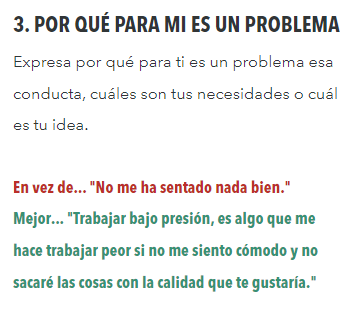 3. POR QUÉ PARA MI ES UN PROBLEMA
Expresa por qué para ti es un problema esa
conducta, cuáles son tus necesidades o cuál
es tu idea.
En vez de... "No me ha sentado nada bien."
Mejor... "Trabajar bajo presión, es algo que me
hace trabajar peor si no me siento cómodo y no
sacaré las cosas con la calidad que te gustaría."